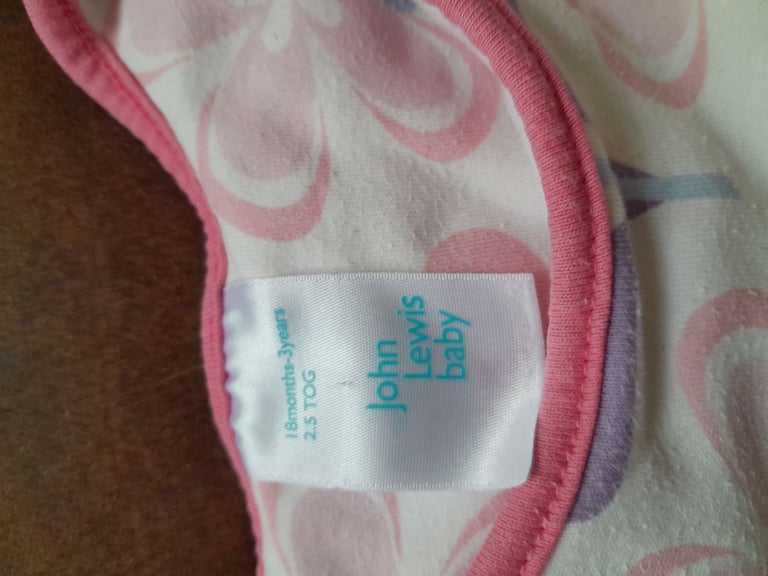 John
Lewis
baby
18months-3years
2.5 TOG